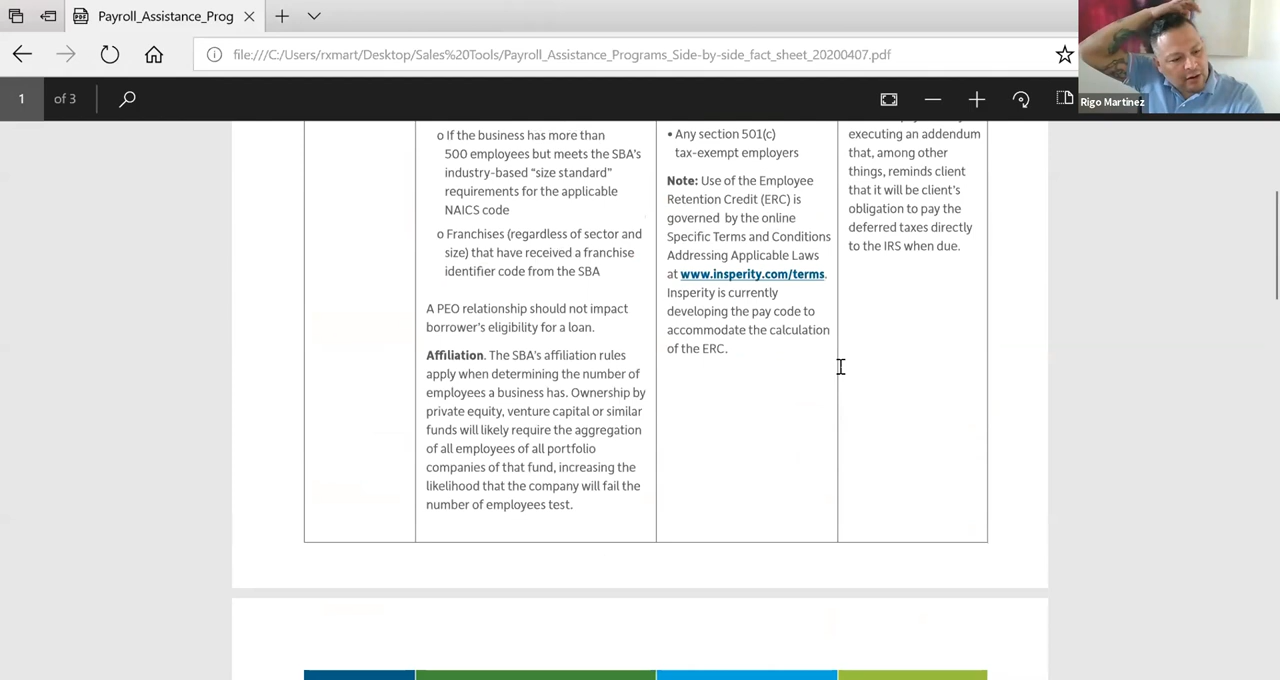 Payroll_Assistance_Prog
file:///C:/Users/rxmart/Desktop/Sales%20Tools/Payroll_Assistance_Programs_Side-by-side_fact_sheet_20200407.pdf
1 of 3
Rigo Martinez
o If the business has more than
500 employees but meets the SBA's
industry-based “size standard”
requirements for the applicable
NAICS code
o Franchises (regardless of sector and
size) that have received a franchise
identifier code from the SBA
A PEO relationship should not impact
borrower's eligibility for a loan.
Affiliation. The SBA's affiliation rules
apply when determining the number of
employees a business has. Ownership by
private equity, venture capital or similar
funds will likely require the aggregation
of all employees of all portfolio
companies of that fund, increasing the
likelihood that the company will fail the
number of employees test.
• Any section 501(c)
tax-exempt employers
Note: Use of the Employee
Retention Credit (ERC) is
governed by the online
Specific Terms and Conditions
Addressing Applicable Laws
at www.insperity.com/terms.
Insperity is currently
developing the pay code to
accommodate the calculation
of the ERC.
executing an addendum
that, among other
things, reminds client
that it will be client's
obligation to pay the
deferred taxes directly
to the IRS when due.